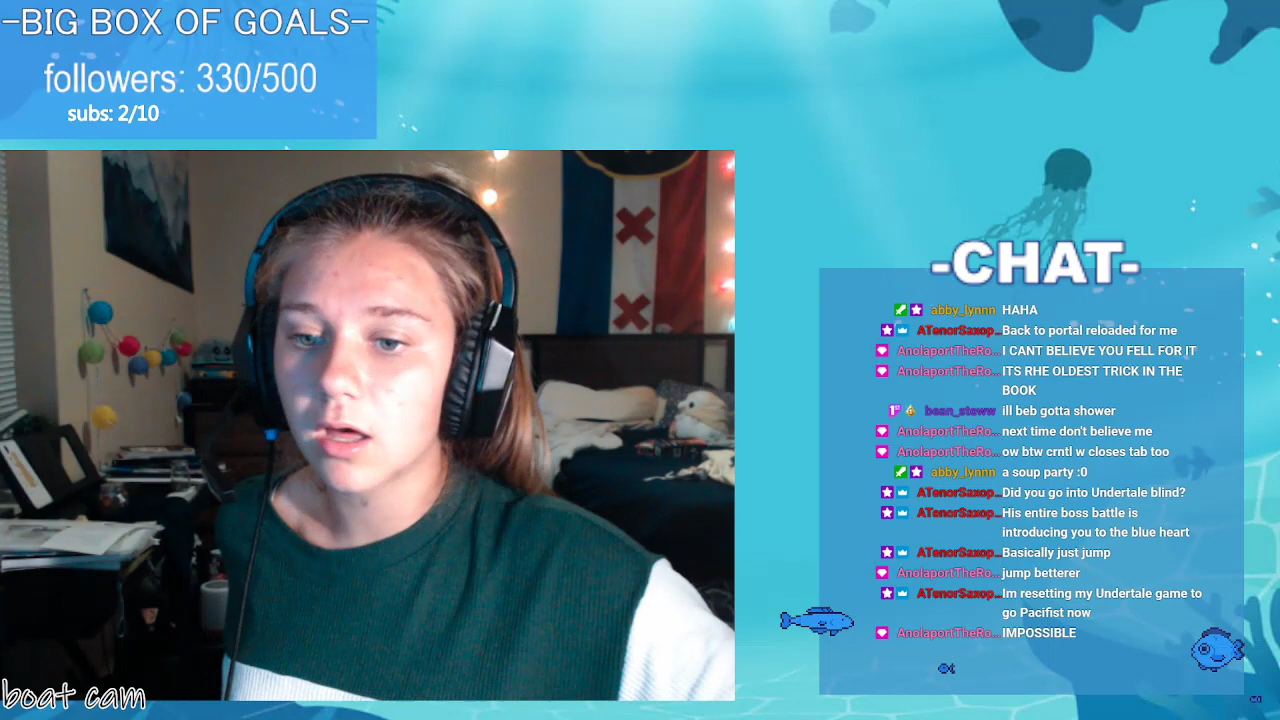 -BIG BOX OF GOALS-
followers: 330/500
subs: 2/10
-CHAT-
abby_lynnn HAHA
ATenorSaxop... Back to portal reloaded for me
AnolaportTheRo... I CANT BELIEVE YOU FELL FOR IT
AnolaportTheRo... ITS RHE OLDEST TRICK IN THE
BOOK
bean_steww ill beb gotta shower
AnolaportTheRo... next time don't believe me
AnolaportTheRo... ow btw crntl w closes tab too
abby_lynnn a soup party :0
ATenorSaxop... Did you go into Undertale blind?
ATenorSaxop... His entire boss battle is
introducing you to the blue heart
ATenorSaxop... Basically just jump
AnolaportTheRo... jump betterer
ATenorSaxop... Im resetting my Undertale game to
go Pacifist now
AnolaportTheRo... IMPOSSIBLE
boat cam